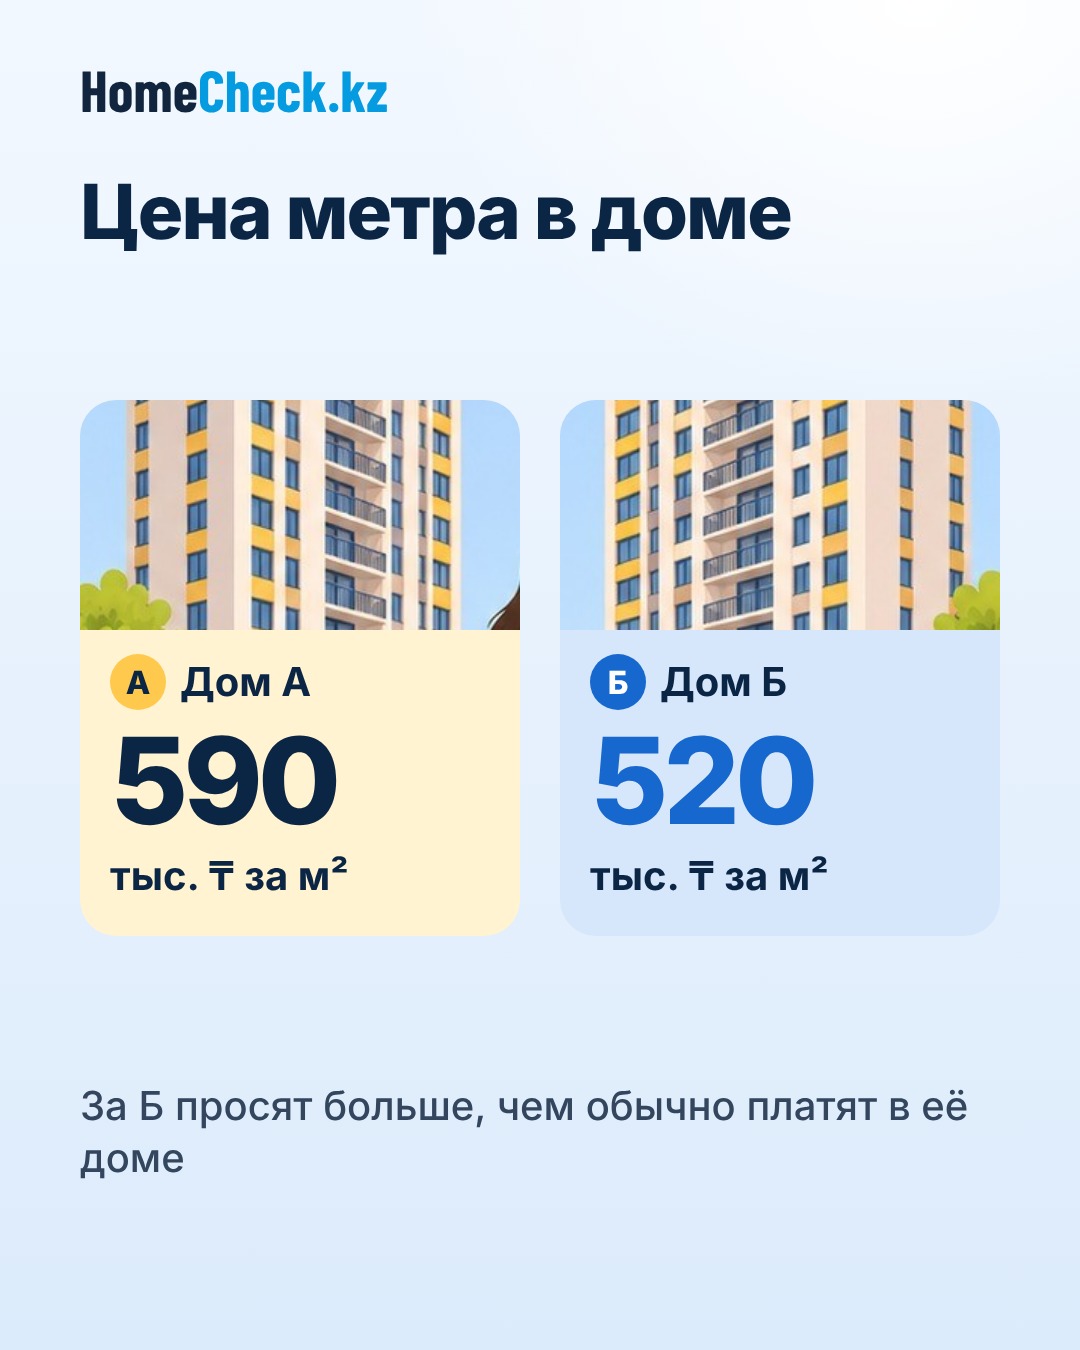 HomeCheck.kz
Цена метра в доме
А Дом А
590
тыс. ₸ за м²
Б Дом Б
520
тыс. ₸ за м²
За Б просят больше, чем обычно платят в её
доме